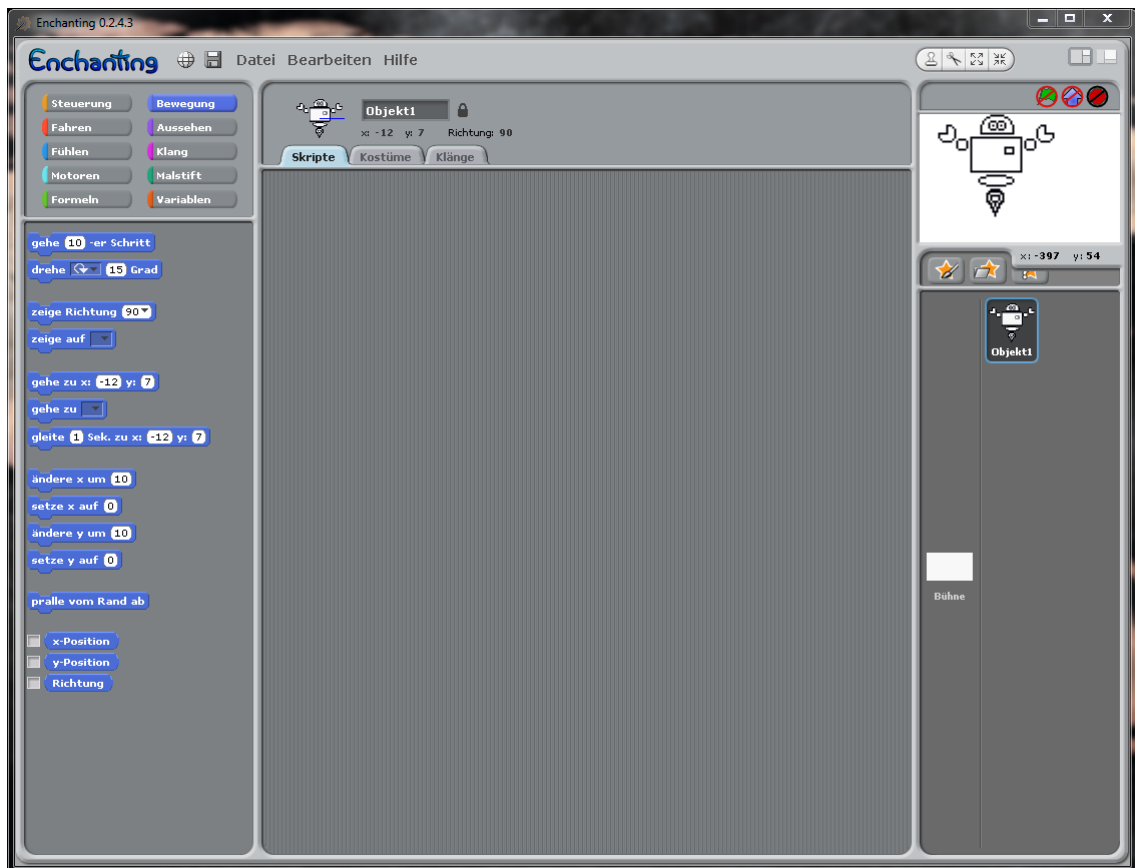 Enchanting 0.2.4.3
Enchanting Datei Bearbeiten Hilfe
Steuerung Bewegung
Fahren Aussehen
Fühlen Klang
Motoren Malstift
Formeln Variablen
Objekt1
x: -12 y: 7 Richtung: 90
Skripte Kostüme Klänge
gehe 10 -er Schritt
drehe 15 Grad
zeige Richtung 90
zeige auf
gehe zu x: -12 y: 7
gehe zu
gleite 1 Sek. zu x: -12 y: 7
ändere x um 10
setze x auf 0
ändere y um 10
setze y auf 0
pralle vom Rand ab
x-Position
y-Position
Richtung
x: -397 y: 54
Objekt1
Bühne